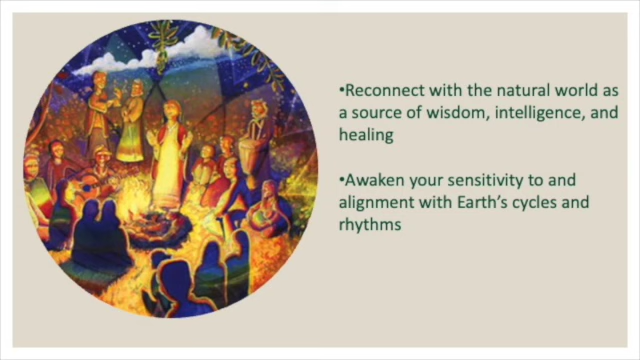 •Reconnect with the natural world as
a source of wisdom, intelligence, and
healing
•Awaken your sensitivity to and
alignment with Earth’s cycles and
rhythms